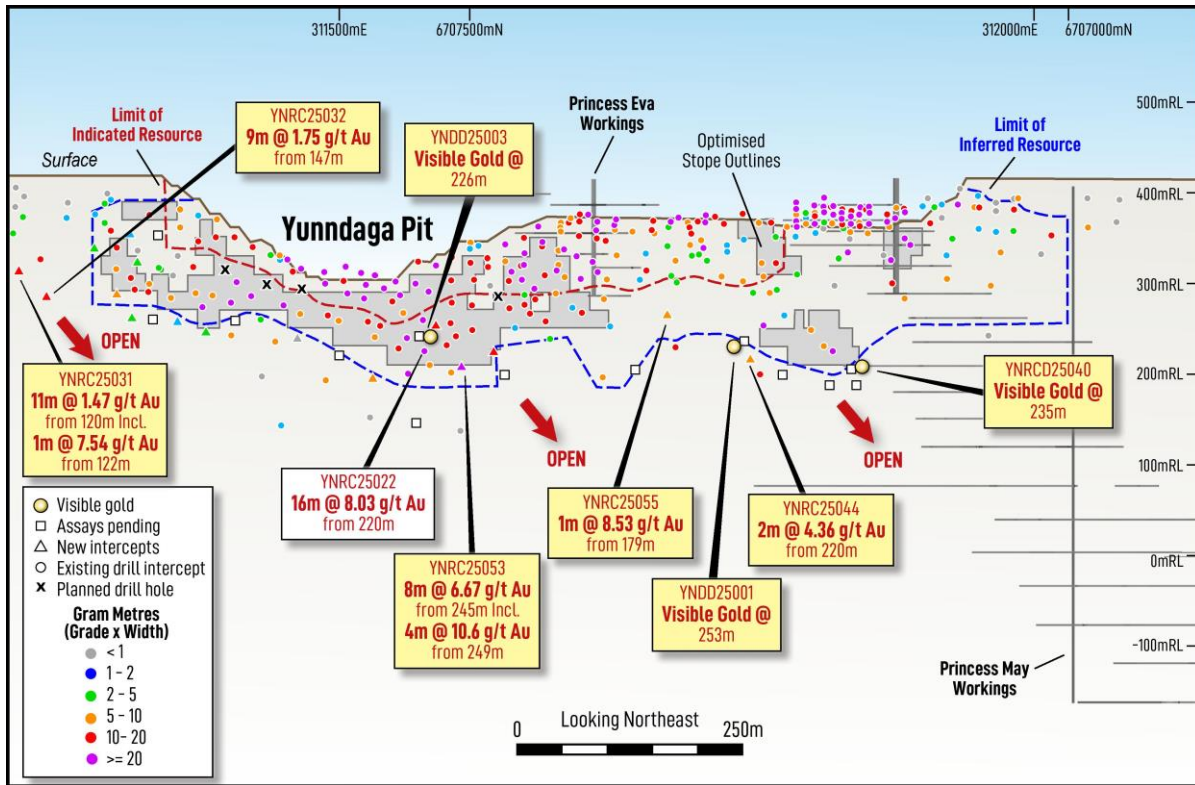 311500mE
6707500mN
312000mE
6707000mN
500mRL
400mRL
300mRL
200mRL
100mRL
0mRL
-100mRL
Limit of
Indicated Resource
Surface
YNRC25032
9m @ 1.75 g/t Au
from 147m
YNDD25003
Visible Gold @
226m
Princess Eva
Workings
Optimised
Stope Outlines
Limit of
Inferred Resource
Yunndaga Pit
OPEN
YNRC25031
11m @ 1.47 g/t Au
from 120m Incl.
1m @ 7.54 g/t Au
from 122m
YNRC25022
16m @ 8.03 g/t Au
from 220m
YNRC25053
8m @ 6.67 g/t Au
from 245m Incl.
4m @ 10.6 g/t Au
from 249m
OPEN
YNRC25055
1m @ 8.53 g/t Au
from 179m
YNDD25001
Visible Gold @
253m
YNRC25044
2m @ 4.36 g/t Au
from 220m
OPEN
YNRCD25040
Visible Gold @
235m
Princess May
Workings
Visible gold
Assays pending
New intercepts
Existing drill intercept
x Planned drill hole
Gram Metres
(Grade x Width)
< 1
1 - 2
2 - 5
5 - 10
10- 20
>= 20
Looking Northeast
0
250m